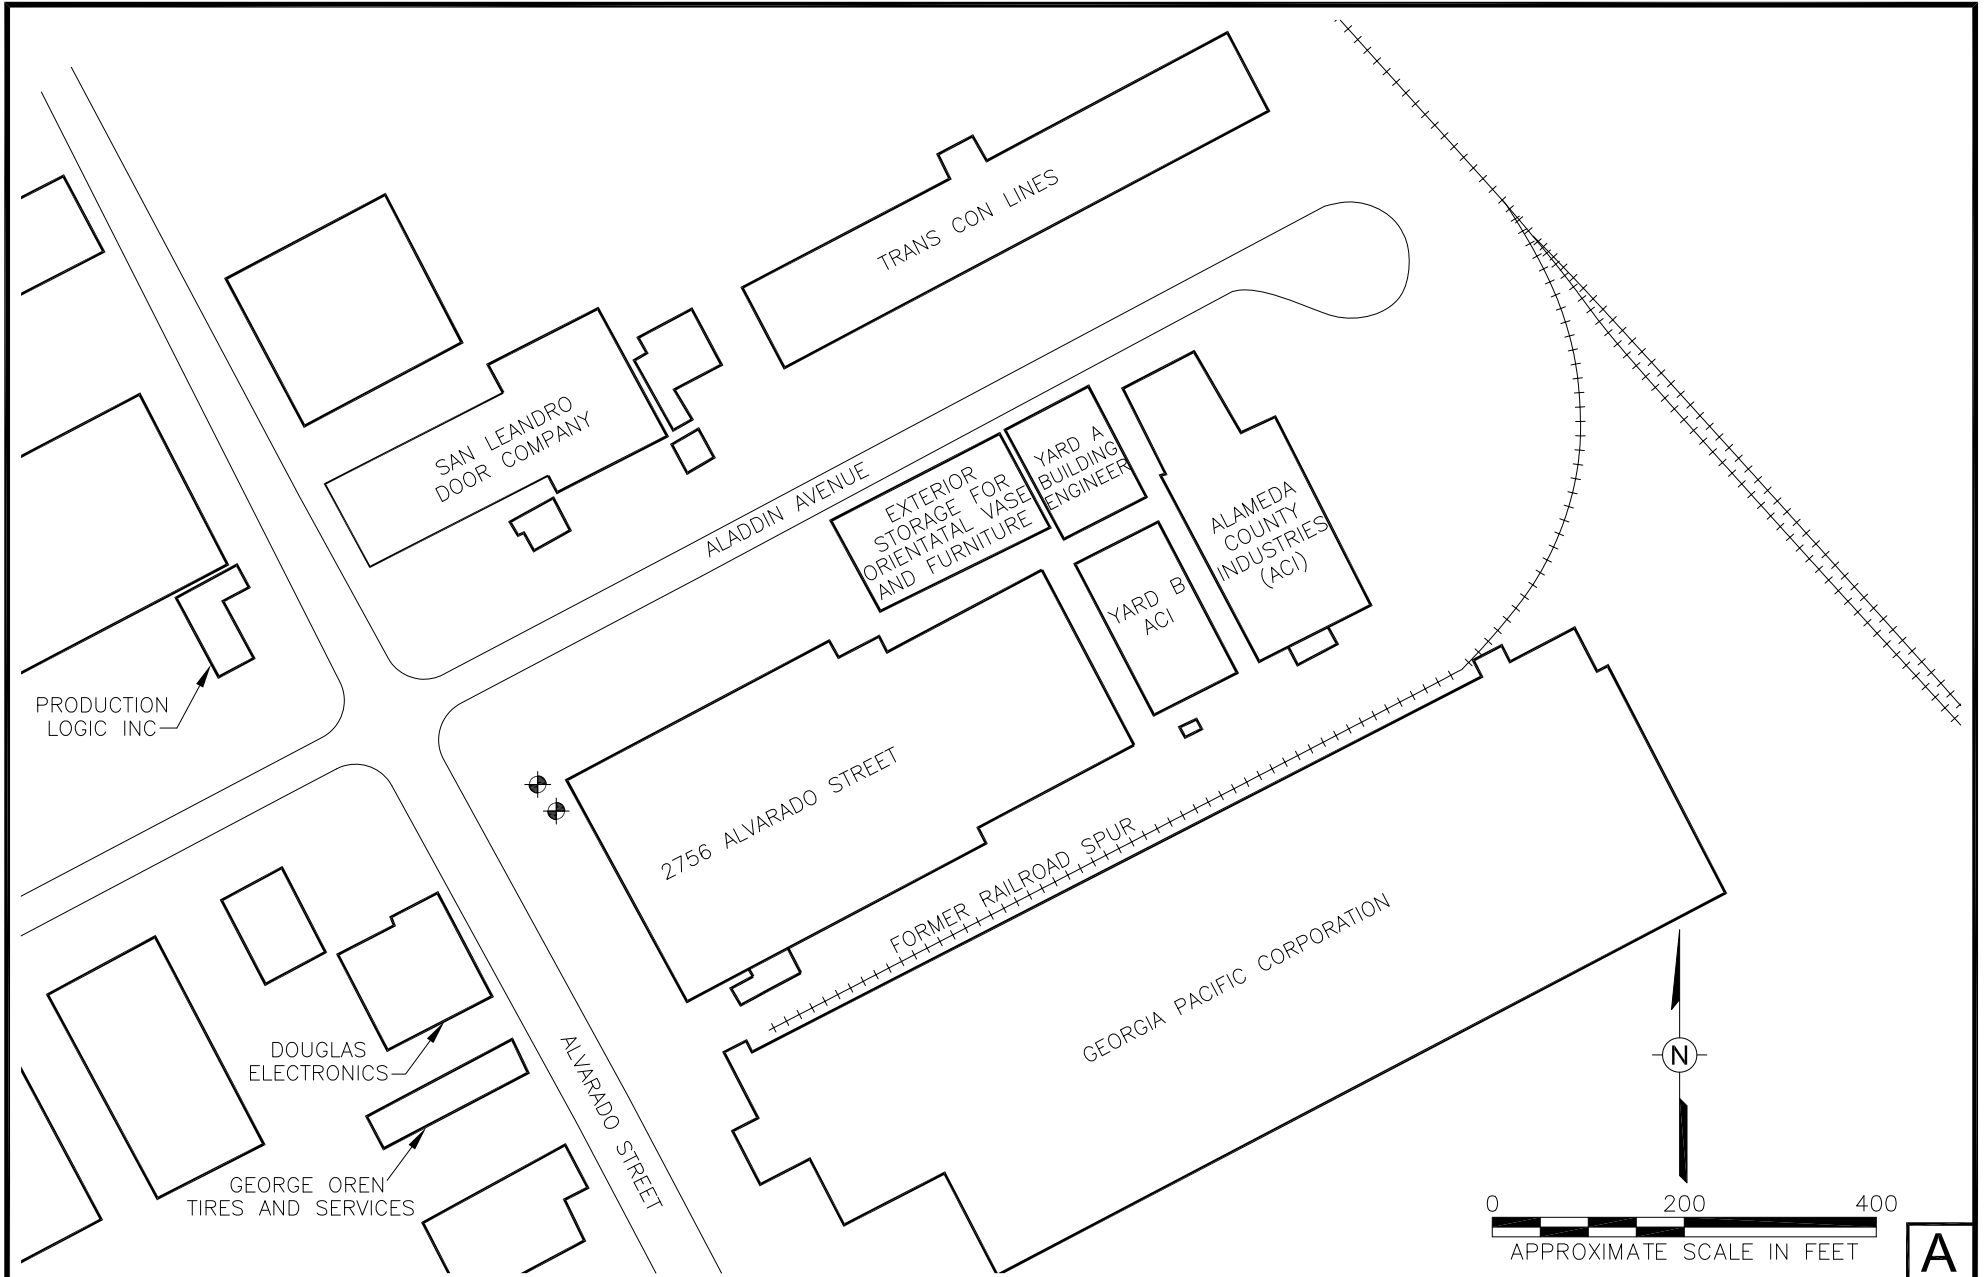 TRANS CON LINES
SAN LEANDRO
DOOR COMPANY
ALADDIN AVENUE
EXTERIOR
STORAGE FOR
ORIENTATAL VASE
AND FURNITURE
YARD A
BUILDING
ENGINEER
ALAMEDA
COUNTY
INDUSTRIES
(ACI)
YARD B
ACI
PRODUCTION
LOGIC INC
2756 ALVARADO STREET
FORMER RAILROAD SPUR
GEORGIA PACIFIC CORPORATION
DOUGLAS
ELECTRONICS
ALVARADO STREET
GEORGE OREN
TIRES AND SERVICES
N
0 200 400
APPROXIMATE SCALE IN FEET
A